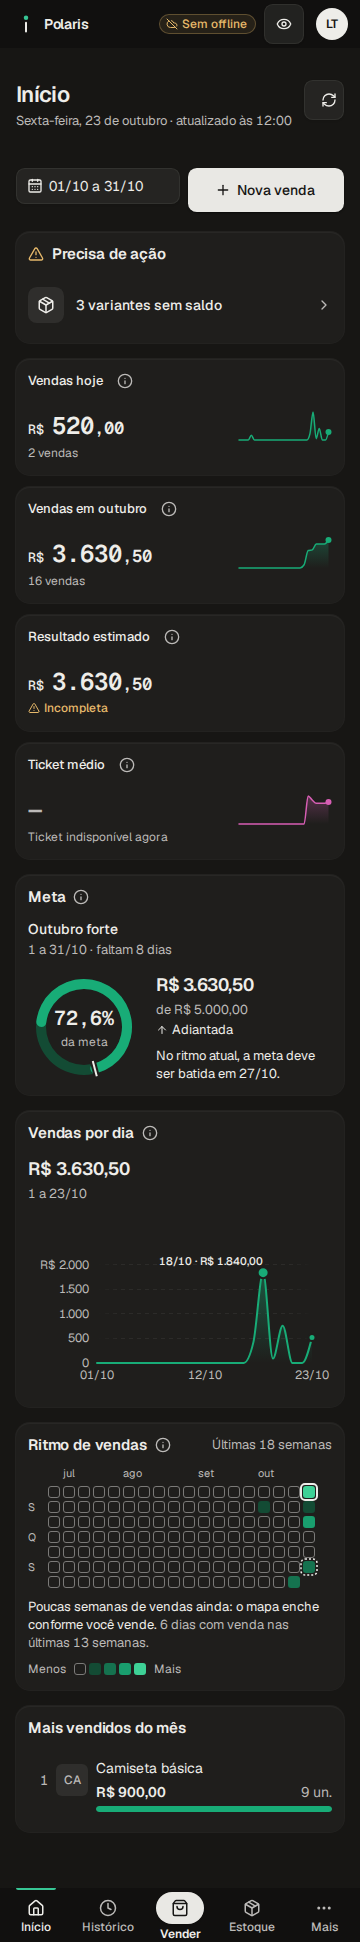 Polaris
Sem offline
LT
Início
Sexta-feira, 23 de outubro · atualizado às 12:00
01/10 a 31/10
Nova venda
Precisa de ação
3 variantes sem saldo
Vendas hoje
R$ 520,00
2 vendas
Vendas em outubro
R$ 3.630,50
16 vendas
Resultado estimado
R$ 3.630,50
Incompleta
Ticket médio
—
Ticket indisponível agora
Meta
Outubro forte
1 a 31/10 · faltam 8 dias
72,6%
da meta
R$ 3.630,50
de R$ 5.000,00
Adiantada
No ritmo atual, a meta deve
ser batida em 27/10.
Vendas por dia
R$ 3.630,50
1 a 23/10
18/10 · R$ 1.840,00
R$ 2.000
1.500
1.000
500
0
01/10 12/10 23/10
Ritmo de vendas
Últimas 18 semanas
jul ago set out
S
Q
S
Poucas semanas de vendas ainda: o mapa enche
conforme você vende. 6 dias com venda nas
últimas 13 semanas.
Menos Mais
Mais vendidos do mês
1 CA Camiseta básica
R$ 900,00 9 un.
Início Histórico Vender Estoque Mais